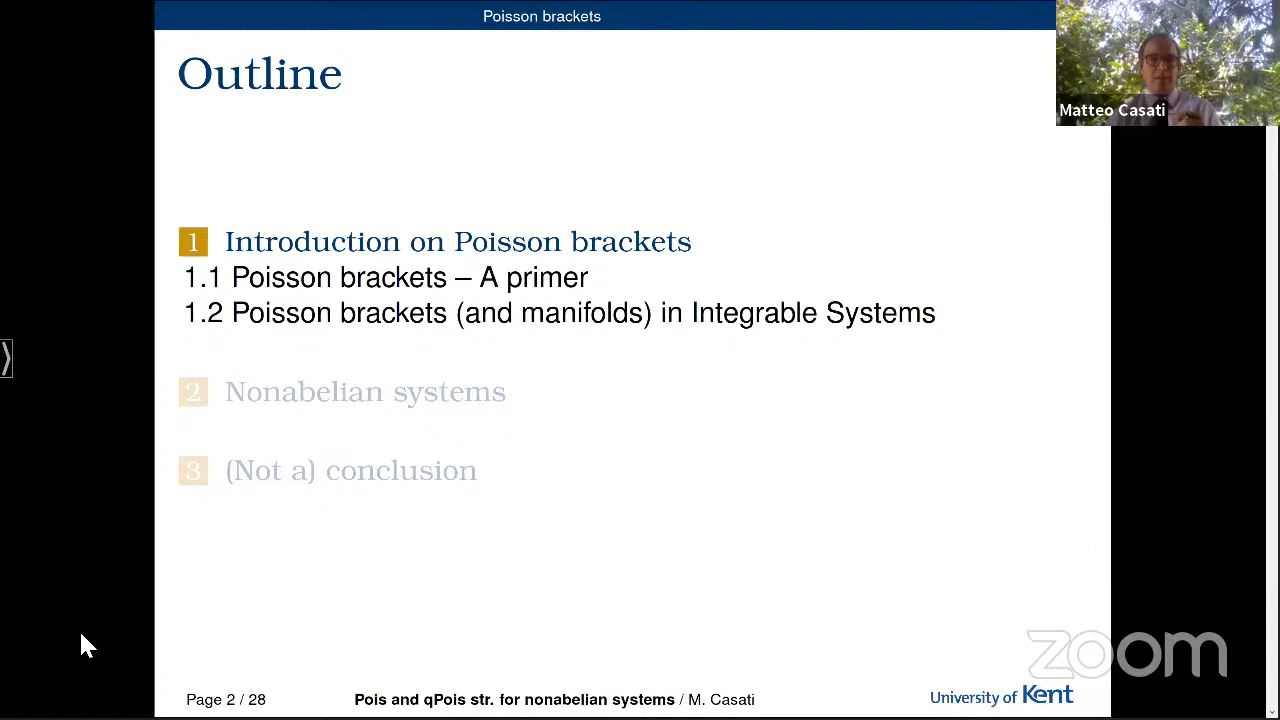 Poisson brackets
Outline
Matteo Casati
1 Introduction on Poisson brackets
1.1 Poisson brackets – A primer
1.2 Poisson brackets (and manifolds) in Integrable Systems
2 Nonabelian systems
3 (Not a) conclusion
zoom
Page 2 / 28 Pois and qPois str. for nonabelian systems / M. Casati University of Kent